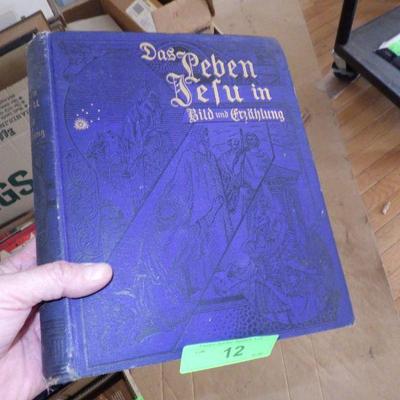 Das Leben
Jesu in
Bild und Erzählung
12